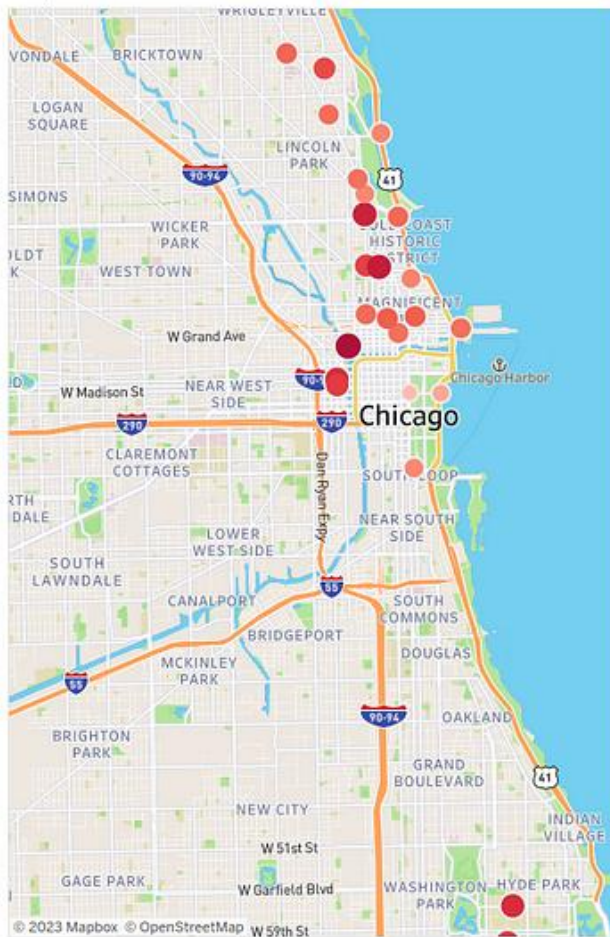 WRIGLEYVILLE
VONDALE
BRICKTOWN
LOGAN
SQUARE
LINCOLN
PARK
90-94
41
SIMONS
WICKER
PARK
COAST
HISTORIC
OLDT
K
WEST TOWN
MAGNIFICENT
W Grand Ave
Chicago Harbor
NEAR WEST
SIDE
W Madison St
Chicago
290
290
CLAREMONT
COTTAGES
Dan Ryan Expy
SOUTH LOOP
RTH
DALE
NEAR SOUTH
SIDE
LOWER
WEST SIDE
SOUTH
LAWNDALE
55
CANALPORT
SOUTH
COMMONS
BRIDGEPORT
DOUGLAS
MCKINLEY
PARK
55
90-94
OAKLAND
BRIGHTON
PARK
GRAND
BOULEVARD
41
NEW CITY
INDIAN
VILLAGE
W 51st St
GAGE PARK
W Garfield Blvd
WASHINGTON
PARK
HYDE PARK
© 2023 Mapbox © OpenStreetMap
W 59th St